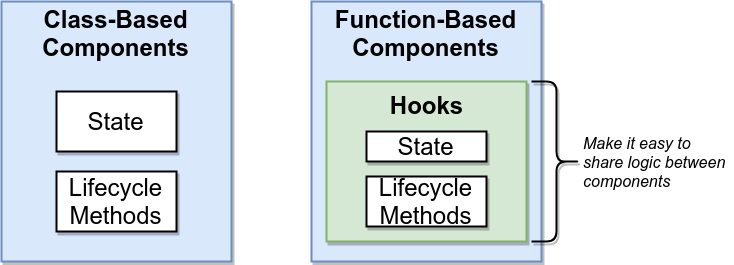 Class-Based
Components
State
Lifecycle
Methods
Function-Based
Components
Hooks
State
Lifecycle
Methods
Make it easy to
share logic between
components